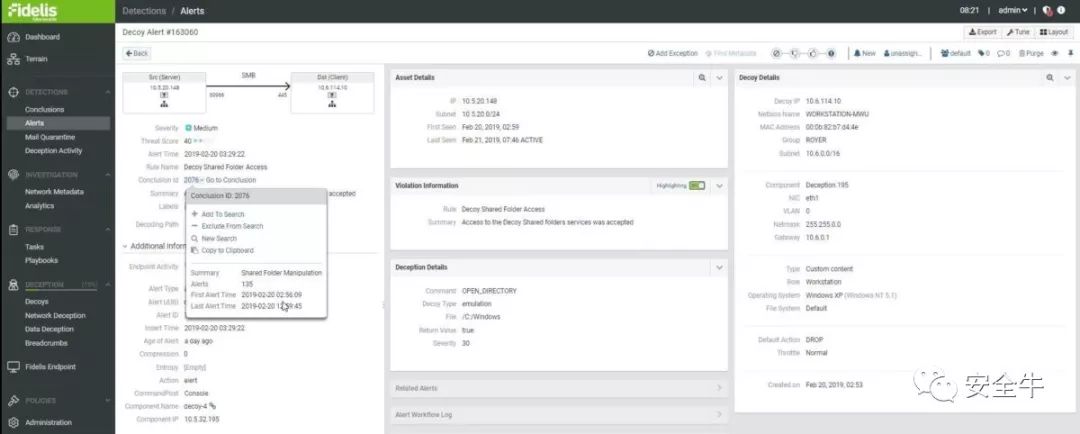 Fidelis
Detections / Alerts
08:21 | admin
Decoy Alert #163060
Export
Tune
Layout
Back
Add Exception
Find Metadata
New
unassign...
default
0
0
Purge
Dashboard
Terrain
DETECTIONS
Conclusions
Alerts
Mail Quarantine
Deception Activity
INVESTIGATION
Network Metadata
Analytics
RESPONSE
Tasks
Playbooks
DECEPTION
Decoys
Network Deception
Data Deception
Breadcrumbs
Fidelis Endpoint
POLICIES
Administration
Src (Server)
10.5.20.148
SMB
445
Dst (Client)
10.6.114.10
Severity Medium
Threat Score 40
Alert Time 2019-02-20 03:29:22
Rule Name Decoy Shared Folder Access
Conclusion Id 2076 - Go to Conclusion
Summary
accepted
Labels
Decoding Path
Conclusion ID: 2076
Add To Search
Exclude From Search
New Search
Copy to Clipboard
Summary Shared Folder Manipulation
Alerts 135
First Alert Time 2019-02-20 02:56:09
Last Alert Time 2019-02-20
Additional Infor
Endpoint Activity
Alert Type
Alert UUID
Alert ID
Insert Time 2019-02-20 03:29:22
Age of Alert a day ago
Compression 0
Entropy [Empty]
Action alert
CommandPost Console
Component Name decoy-4
Component IP 10.5.32.195
Asset Details
IP 10.5.20.148
Subnet 10.5.20.0/24
First Seen Feb 20, 2019, 02:59
Last Seen Feb 21, 2019, 07:46 ACTIVE
Violation Information
Highlighting
Rule Decoy Shared Folder Access
Summary Access to the Decoy Shared folders services was accepted
Deception Details
Command OPEN_DIRECTORY
Decoy Type emulation
File /C:/Windows
Return Value true
Severity 30
Related Alerts
Alert Workflow Log
Decoy Details
Decoy IP 10.6.114.10
Netbios Name WORKSTATION-MWU
MAC Address 00:0b:82:b7:d4:4e
Group ROYER
Subnet 10.6.0.0/16
Component Deception.195
NIC eth1
VLAN 0
Netmask 255.255.0.0
Gateway 10.6.0.1
Type Custom content
Role Workstation
Operating System Windows XP (Windows NT 5.1)
File System Default
Default Action DROP
Throttle Normal
Created on Feb 20, 2019, 02:53
安全牛